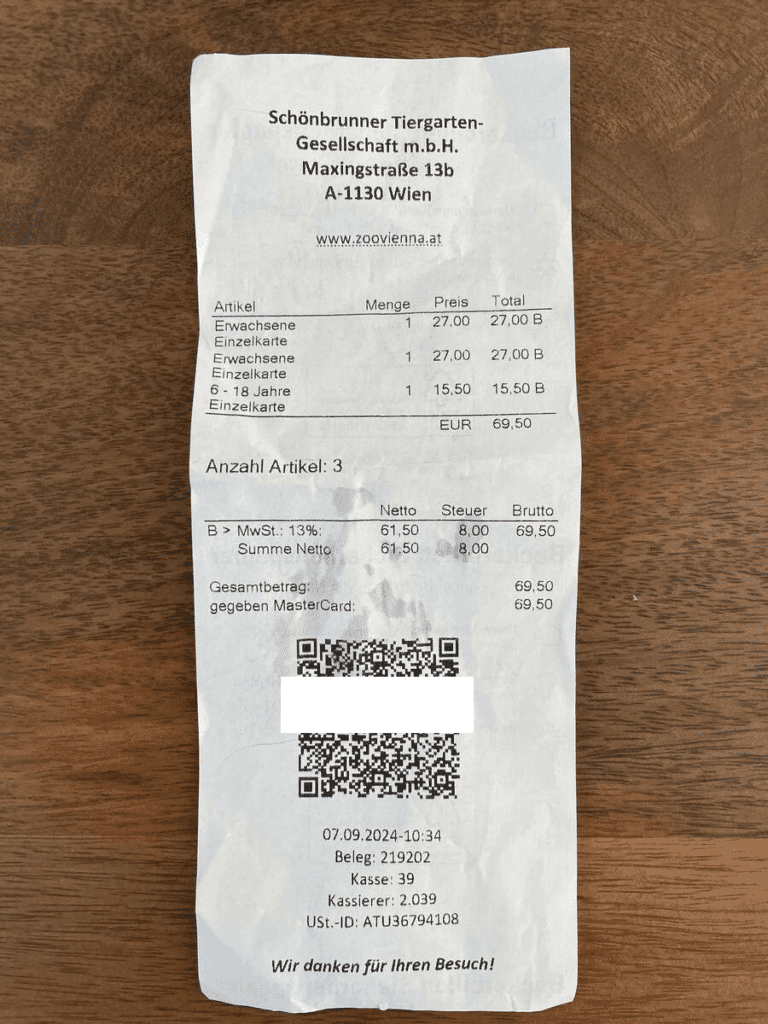 Schönbrunner Tiergarten-
Gesellschaft m.b.H.
Maxingstraße 13b
A-1130 Wien
www.zoovienna.at
Artikel Menge Preis Total
Erwachsene 1 27,00 27,00 B
Einzelkarte
Erwachsene 1 27,00 27,00 B
Einzelkarte
6 - 18 Jahre 1 15,50 15,50 B
Einzelkarte
EUR 69,50
Anzahl Artikel: 3
Netto Steuer Brutto
B > MwSt.: 13%: 61,50 8,00 69,50
Summe Netto 61,50 8,00
Gesamtbetrag: 69,50
gegeben MasterCard: 69,50
07.09.2024-10:34
Beleg: 219202
Kasse: 39
Kassierer: 2.039
USt.-ID: ATU36794108
Wir danken für Ihren Besuch!